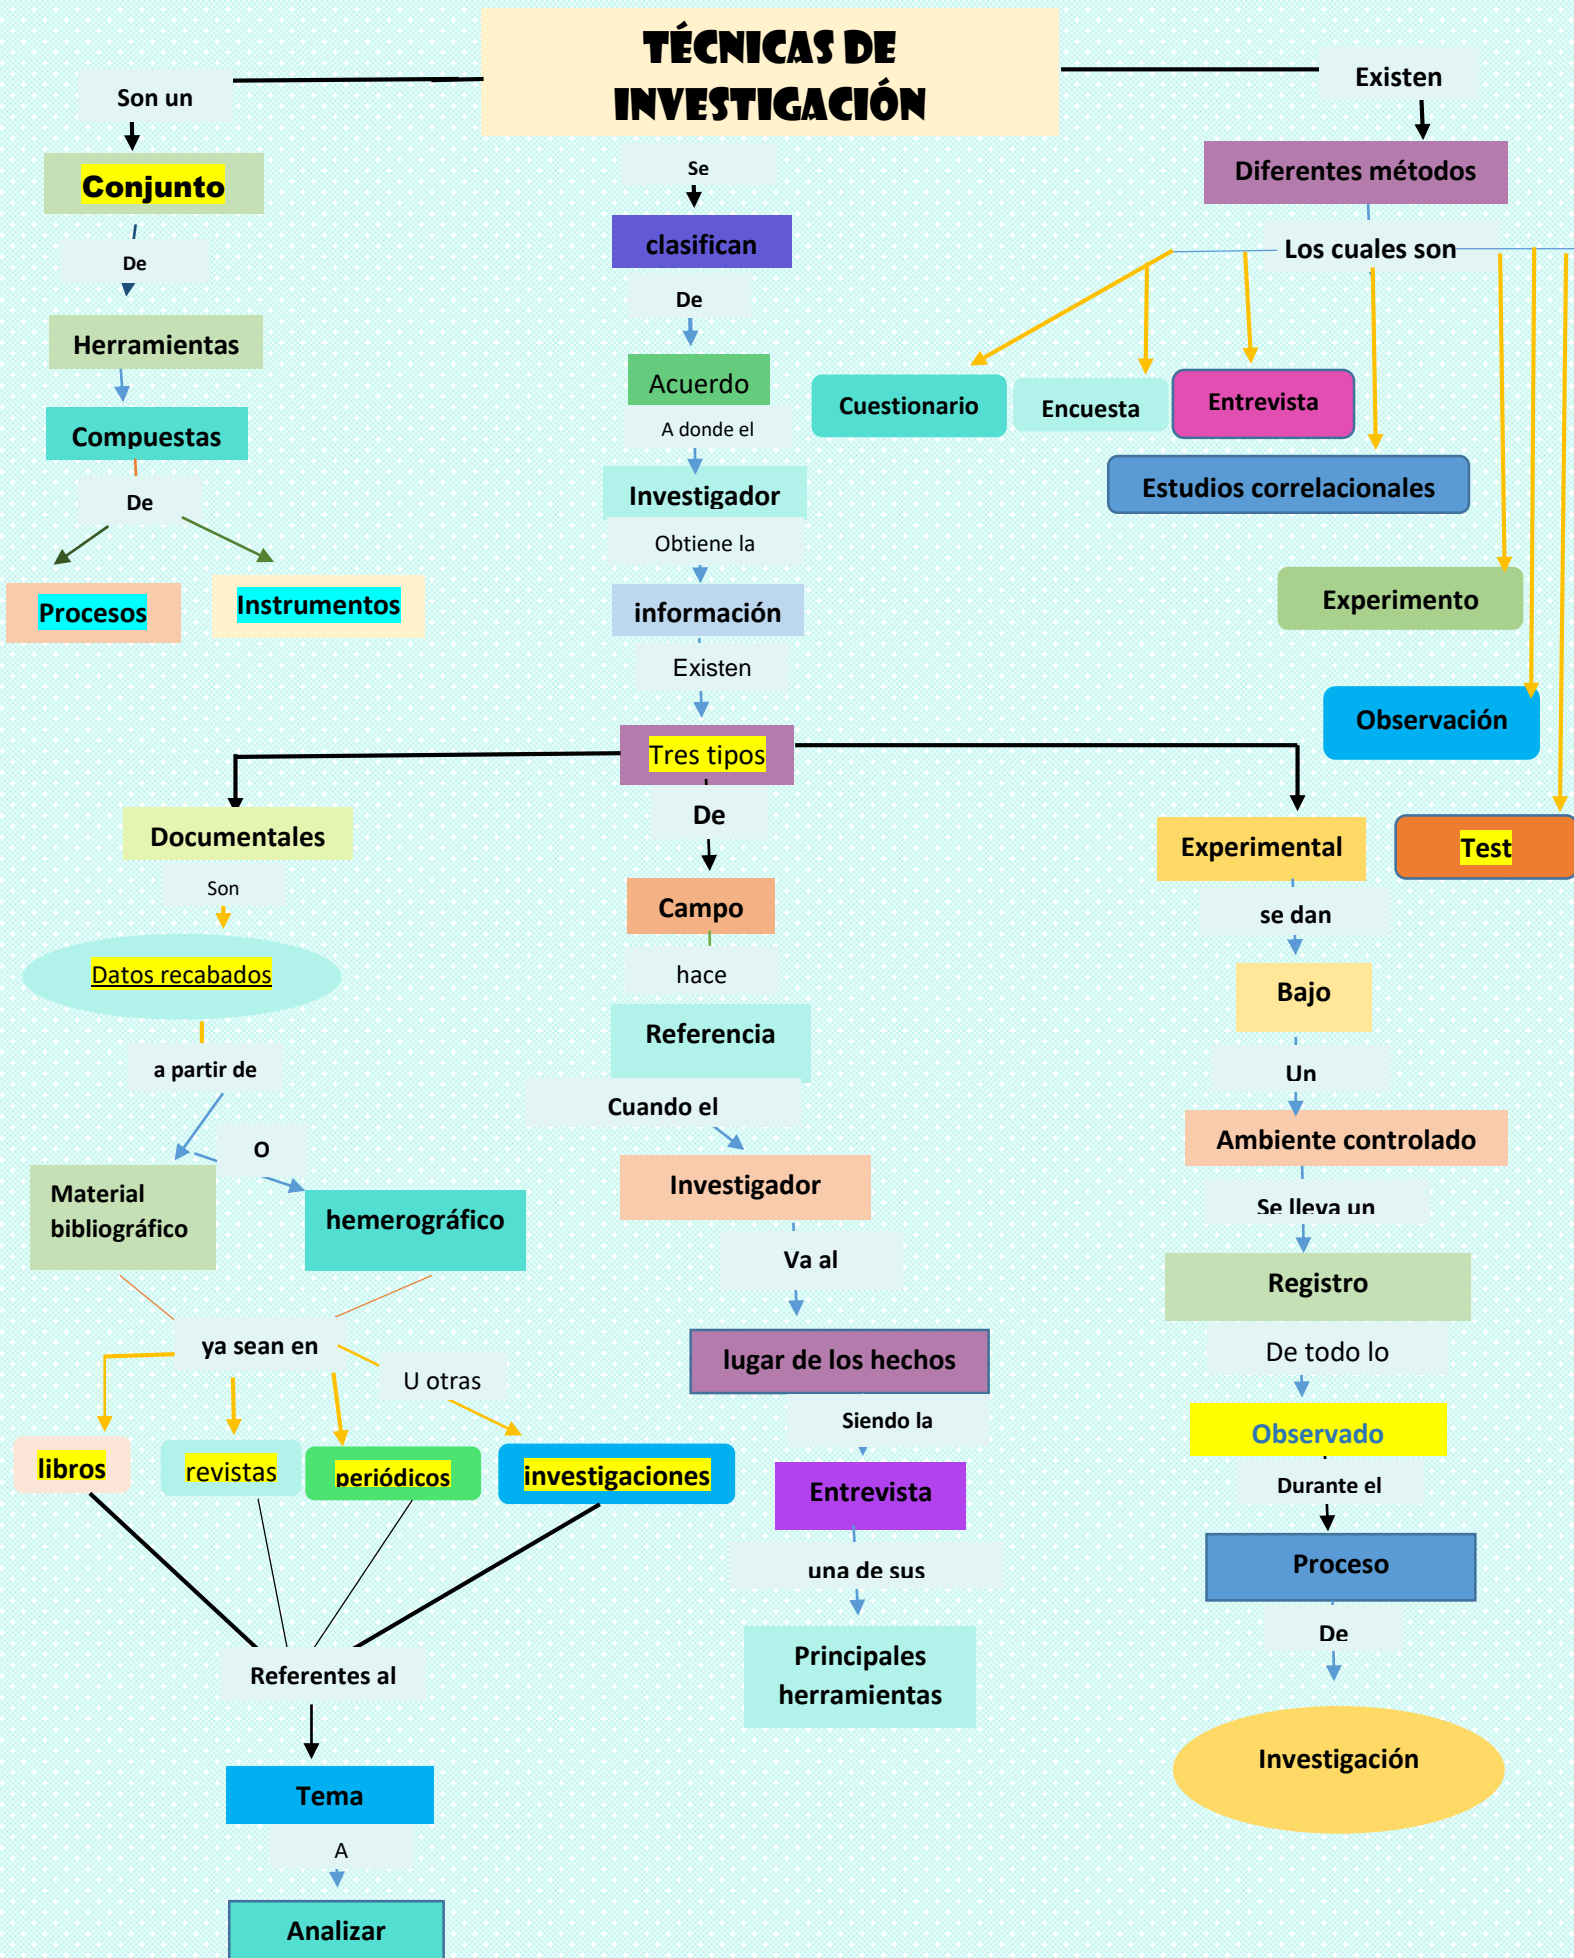 TÉCNICAS DE
INVESTIGACIÓN
Son un
Conjunto
De
Herramientas
Compuestas
De
Procesos
Instrumentos
Se
clasifican
De
Acuerdo
A donde el
Investigador
Obtiene la
información
Existen
Tres tipos
De
Existen
Diferentes métodos
Los cuales son
Cuestionario
Encuesta
Entrevista
Estudios correlacionales
Experimento
Observación
Test
Documentales
Son
Datos recabados
a partir de
O
Material
bibliográfico
hemerográfico
ya sean en
U otras
libros
revistas
periódicos
investigaciones
Referentes al
Tema
A
Analizar
Campo
hace
Referencia
Cuando el
Investigador
Va al
lugar de los hechos
Siendo la
Entrevista
una de sus
Principales
herramientas
Experimental
se dan
Bajo
Un
Ambiente controlado
Se lleva un
Registro
De todo lo
Observado
Durante el
Proceso
De
Investigación